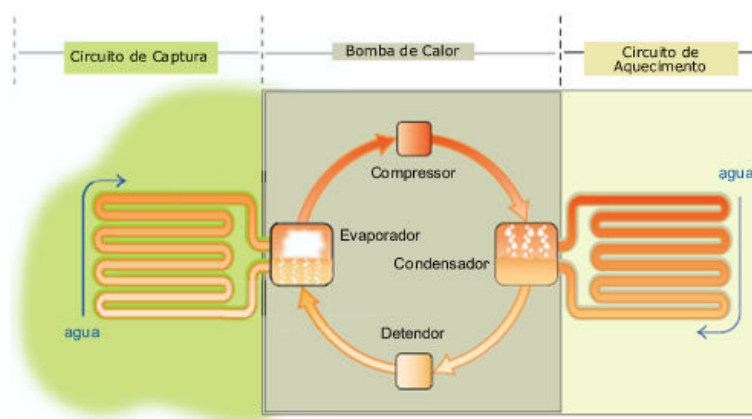 Circuito de Captura
Bomba de Calor
Circuito de
Aquecimento
Compressor
agua
Evaporador
Condensador
Detendor
agua